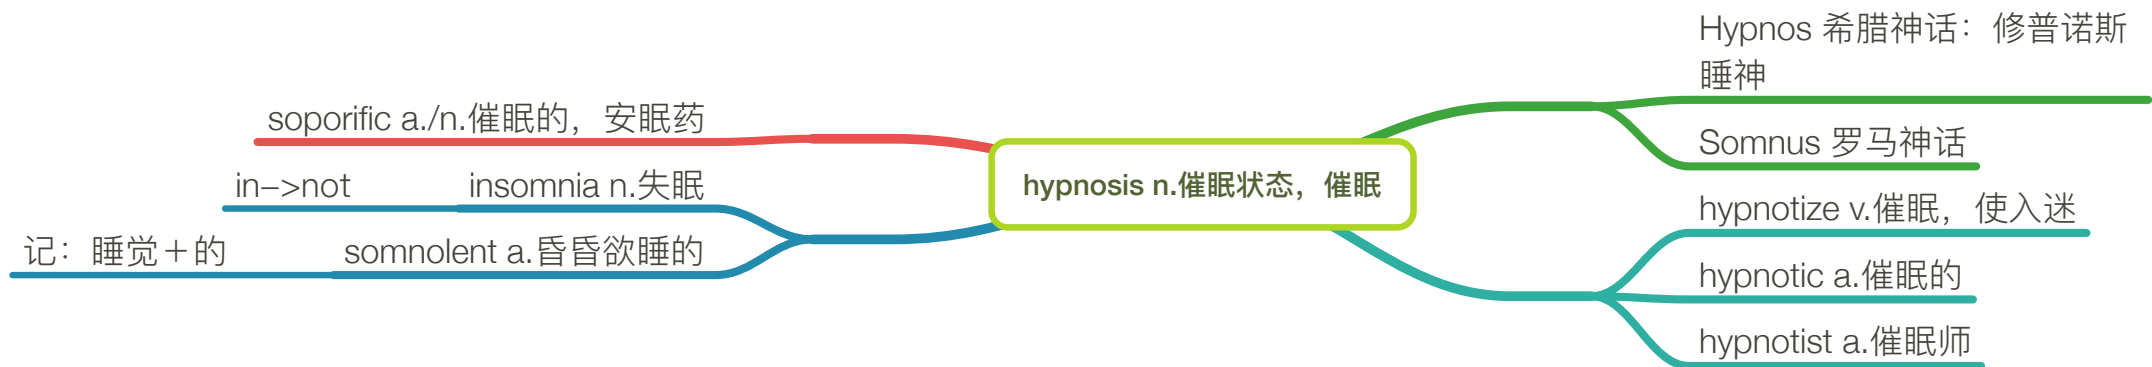 Hypnos 希腊神话：修普诺斯
睡神
Somnus 罗马神话
hypnotize v.催眠，使入迷
hypnotic a.催眠的
hypnotist a.催眠师
hypnosis n.催眠状态，催眠
soporific a./n.催眠的，安眠药
insomnia n.失眠
in->not
somnolent a.昏昏欲睡的
记：睡觉＋的